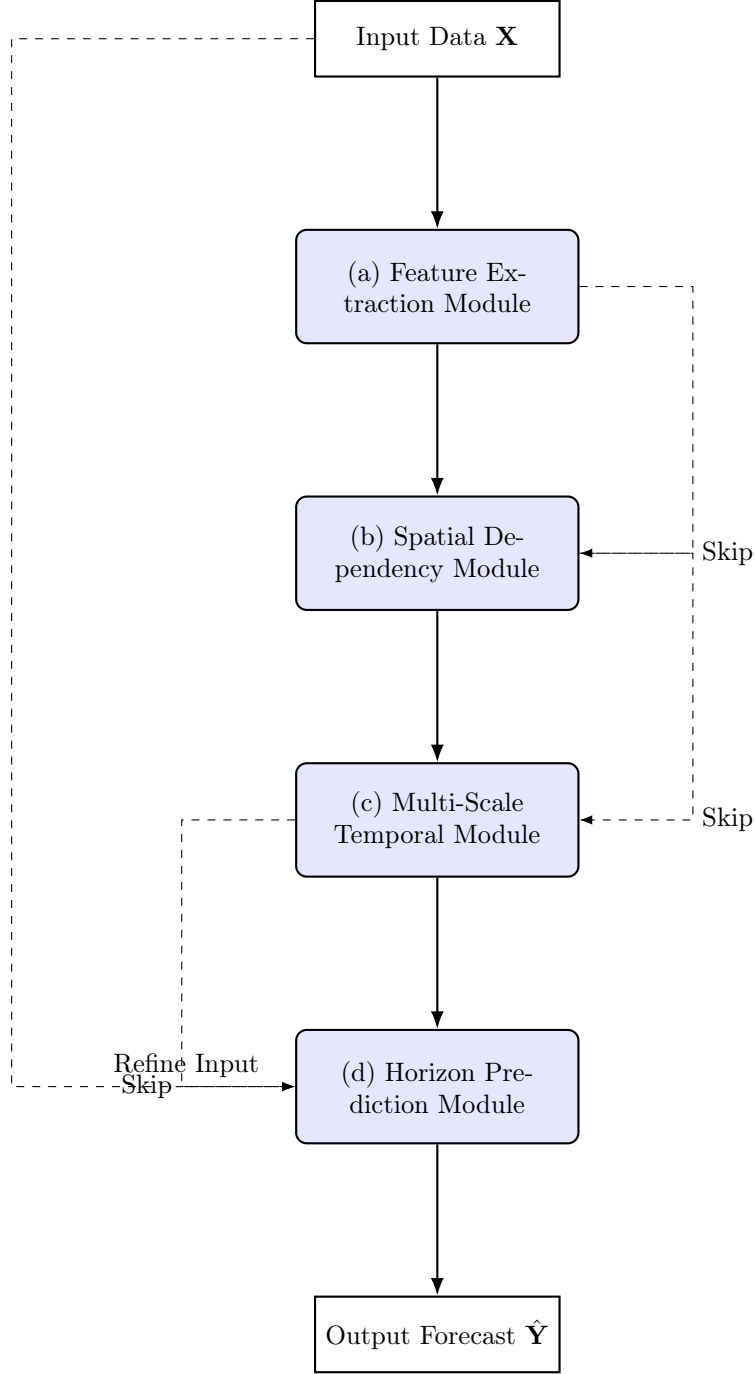 Input Data X
(a) Feature Ex-
traction Module
(b) Spatial De-
pendency Module
Skip
(c) Multi-Scale
Temporal Module
Skip
Refine Input
Skip
(d) Horizon Pre-
diction Module
Output Forecast Ŷ